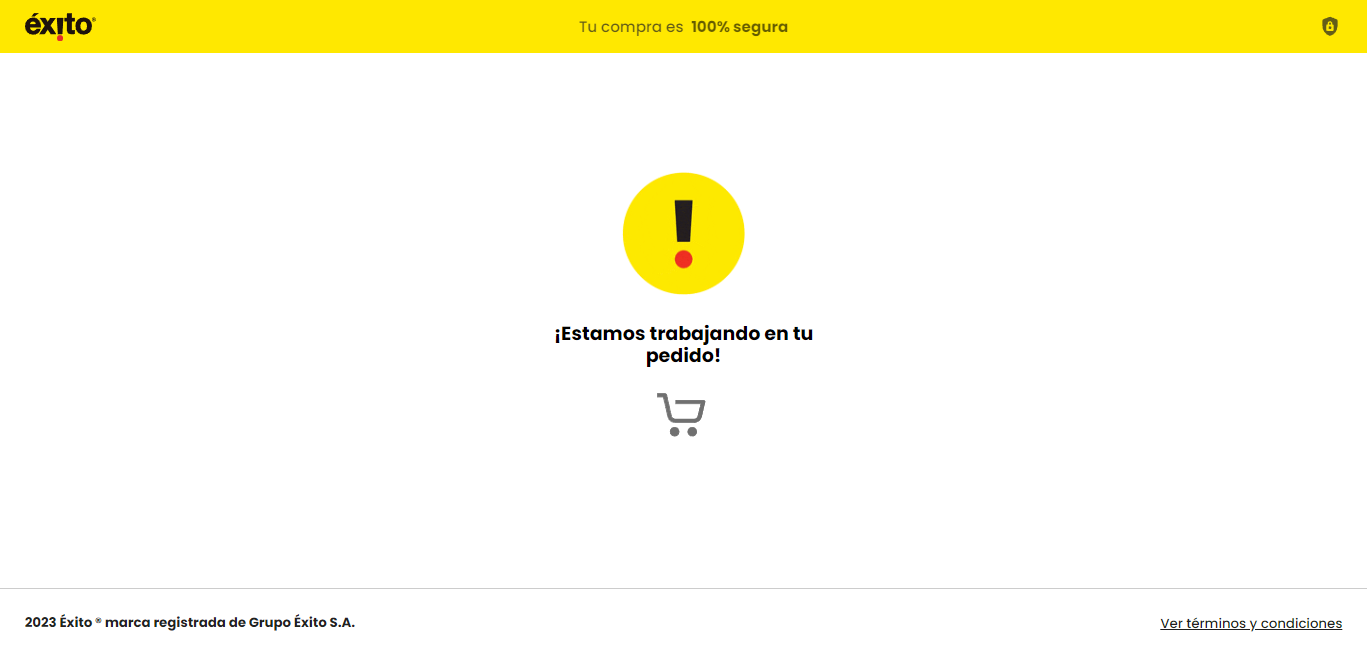 éxito®
Tu compra es 100% segura
¡Estamos trabajando en tu
pedido!
2023 Éxito ® marca registrada de Grupo Éxito S.A.
Ver términos y condiciones